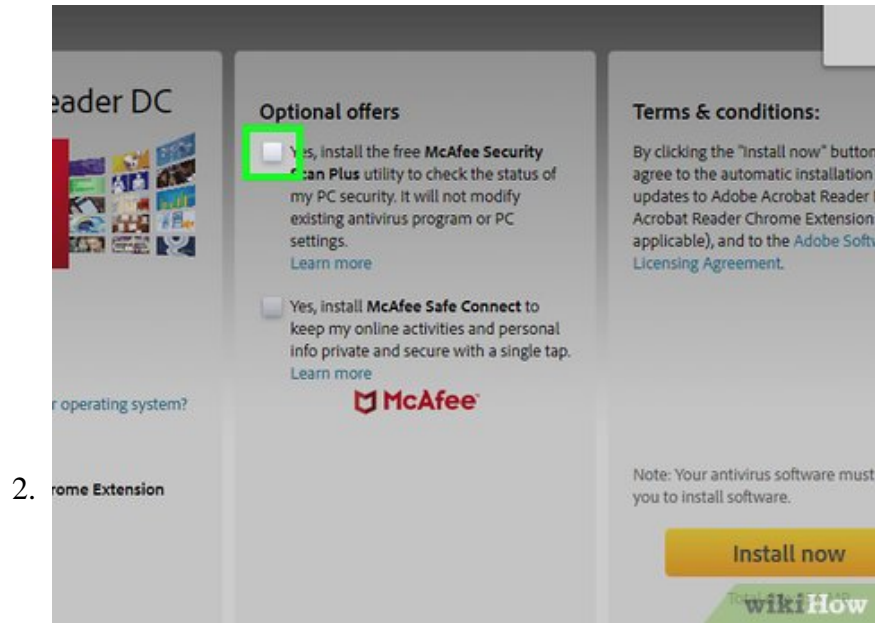 eader DC
r operating system?
rome Extension
Optional offers
Yes, install the free McAfee Security
Scan Plus utility to check the status of
my PC security. It will not modify
existing antivirus program or PC
settings.
Learn more
Yes, install McAfee Safe Connect to
keep my online activities and personal
info private and secure with a single tap.
Learn more
McAfee
Terms & conditions:
By clicking the "Install now" button
agree to the automatic installation
updates to Adobe Acrobat Reader
Acrobat Reader Chrome Extension
applicable), and to the Adobe Softw
Licensing Agreement.
Note: Your antivirus software must
you to install software.
Install now
wikiHow
2.